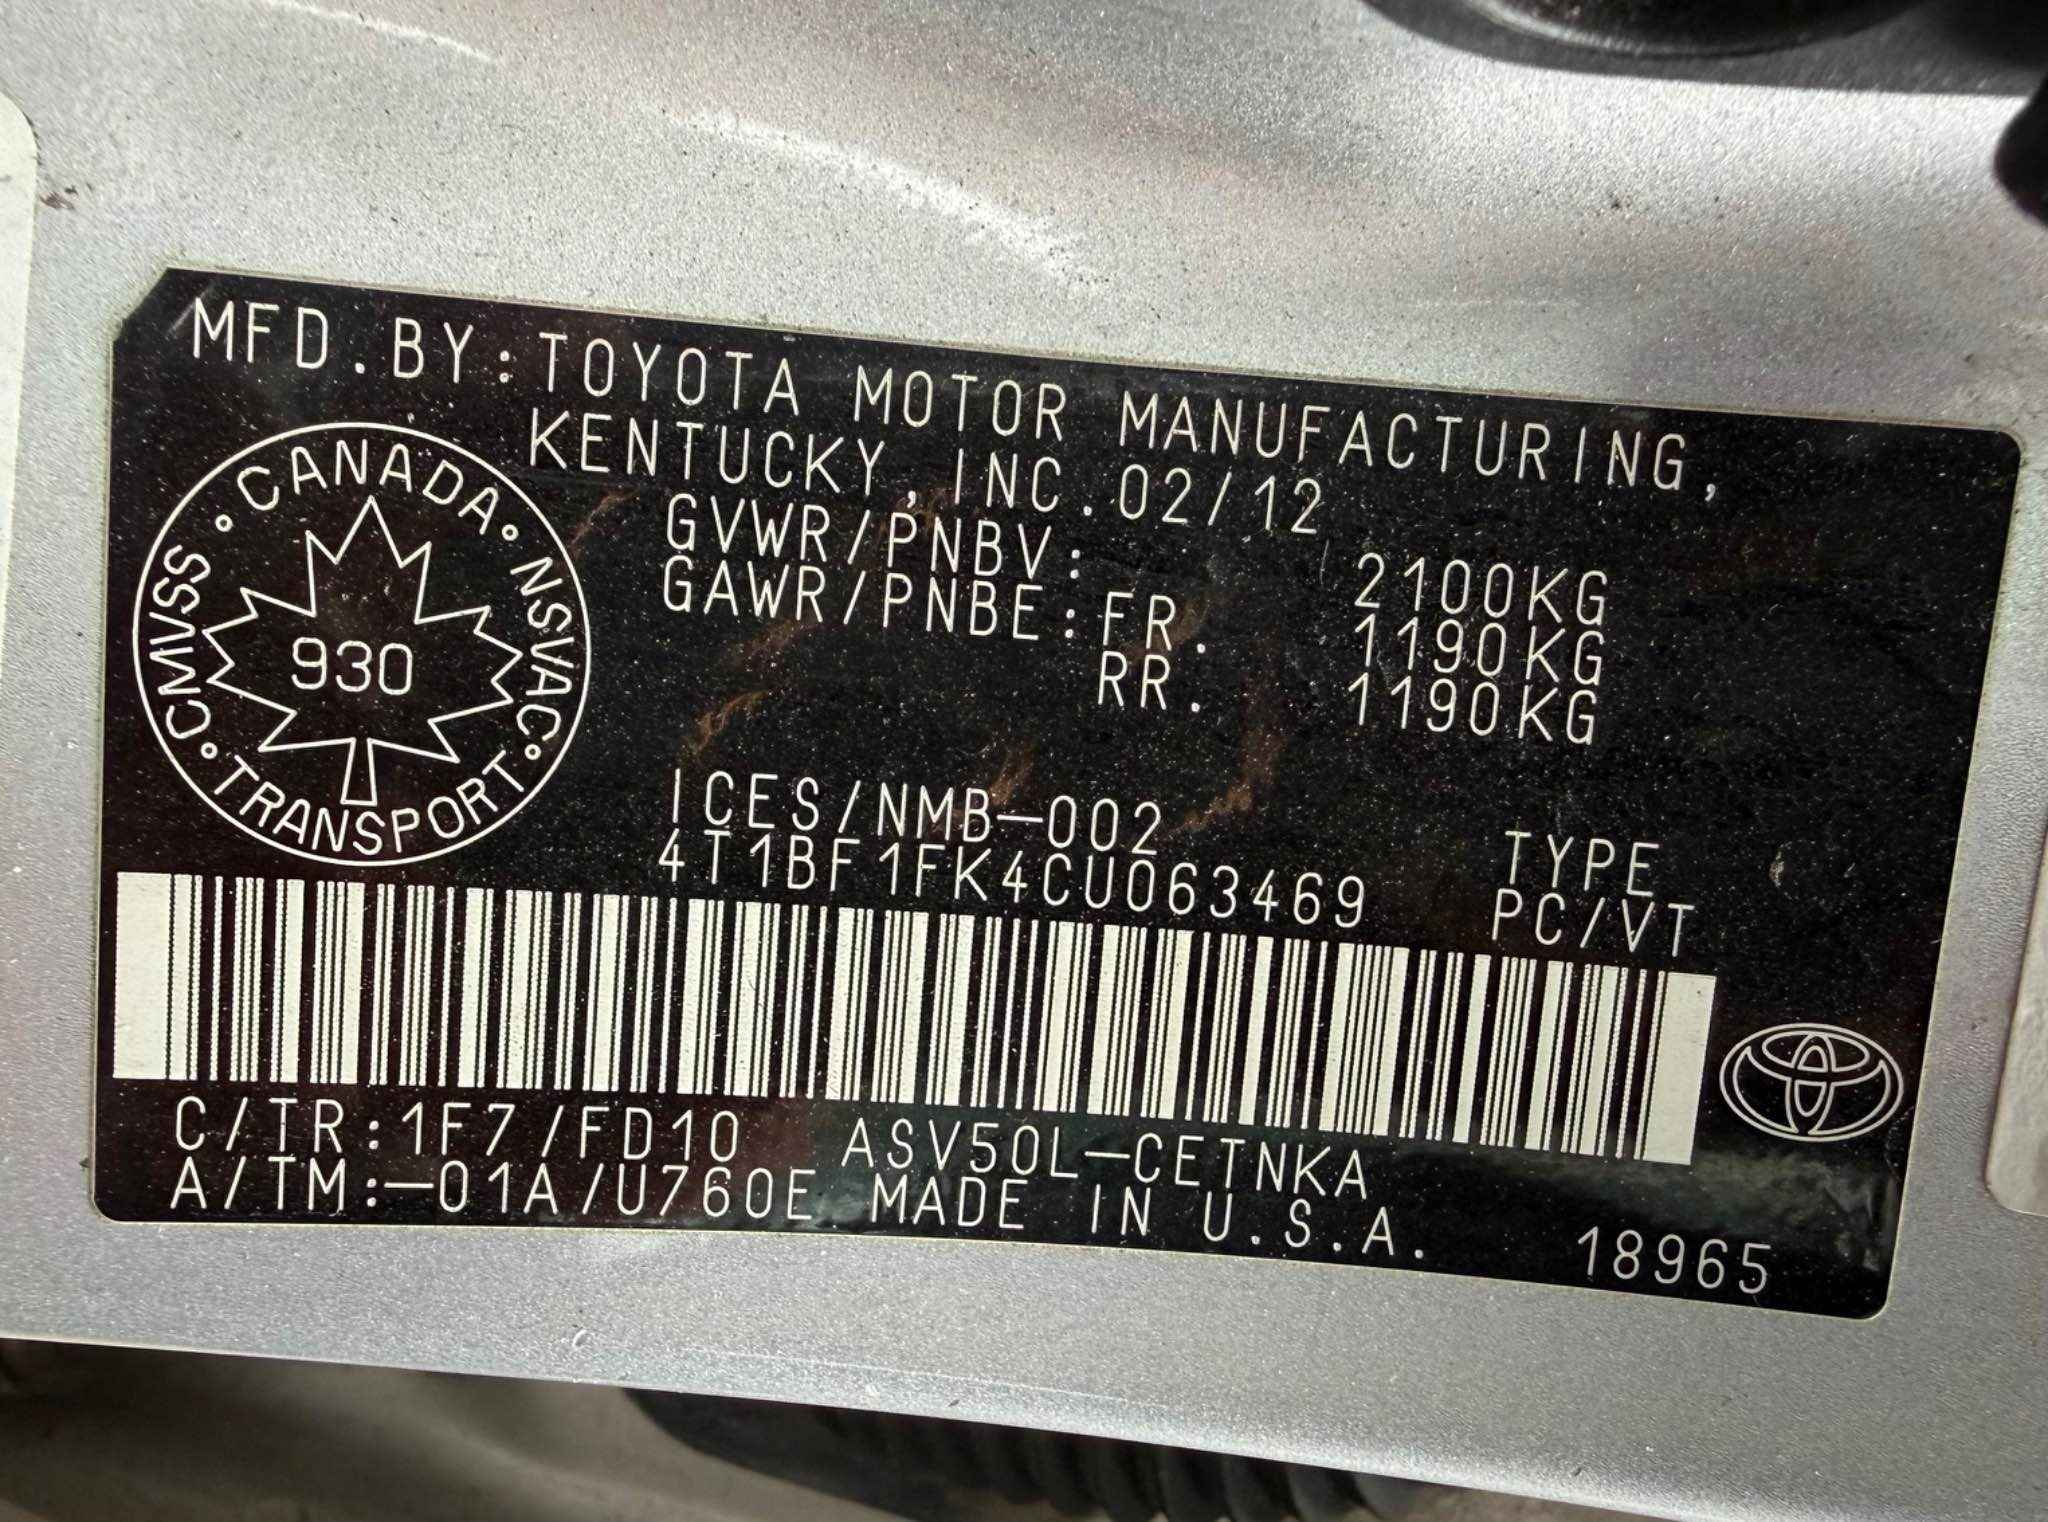 MFD.BY:TOYOTA MOTOR MANUFACTURING,
KENTUCKY,INC.02/12
GVWR/PNBV: 2100KG
GAWR/PNBE:FR. 1190KG
RR. 1190KG
CANADA
NSVAC
TRANSPORT
CMVSS
930
ICES/NMB-002
4T1BF1FK4CU063469
TYPE
PC/VT
C/TR:1F7/FD10 ASV50L-CETNKA
A/TM:-01A/U760E MADE IN U.S.A.
18965